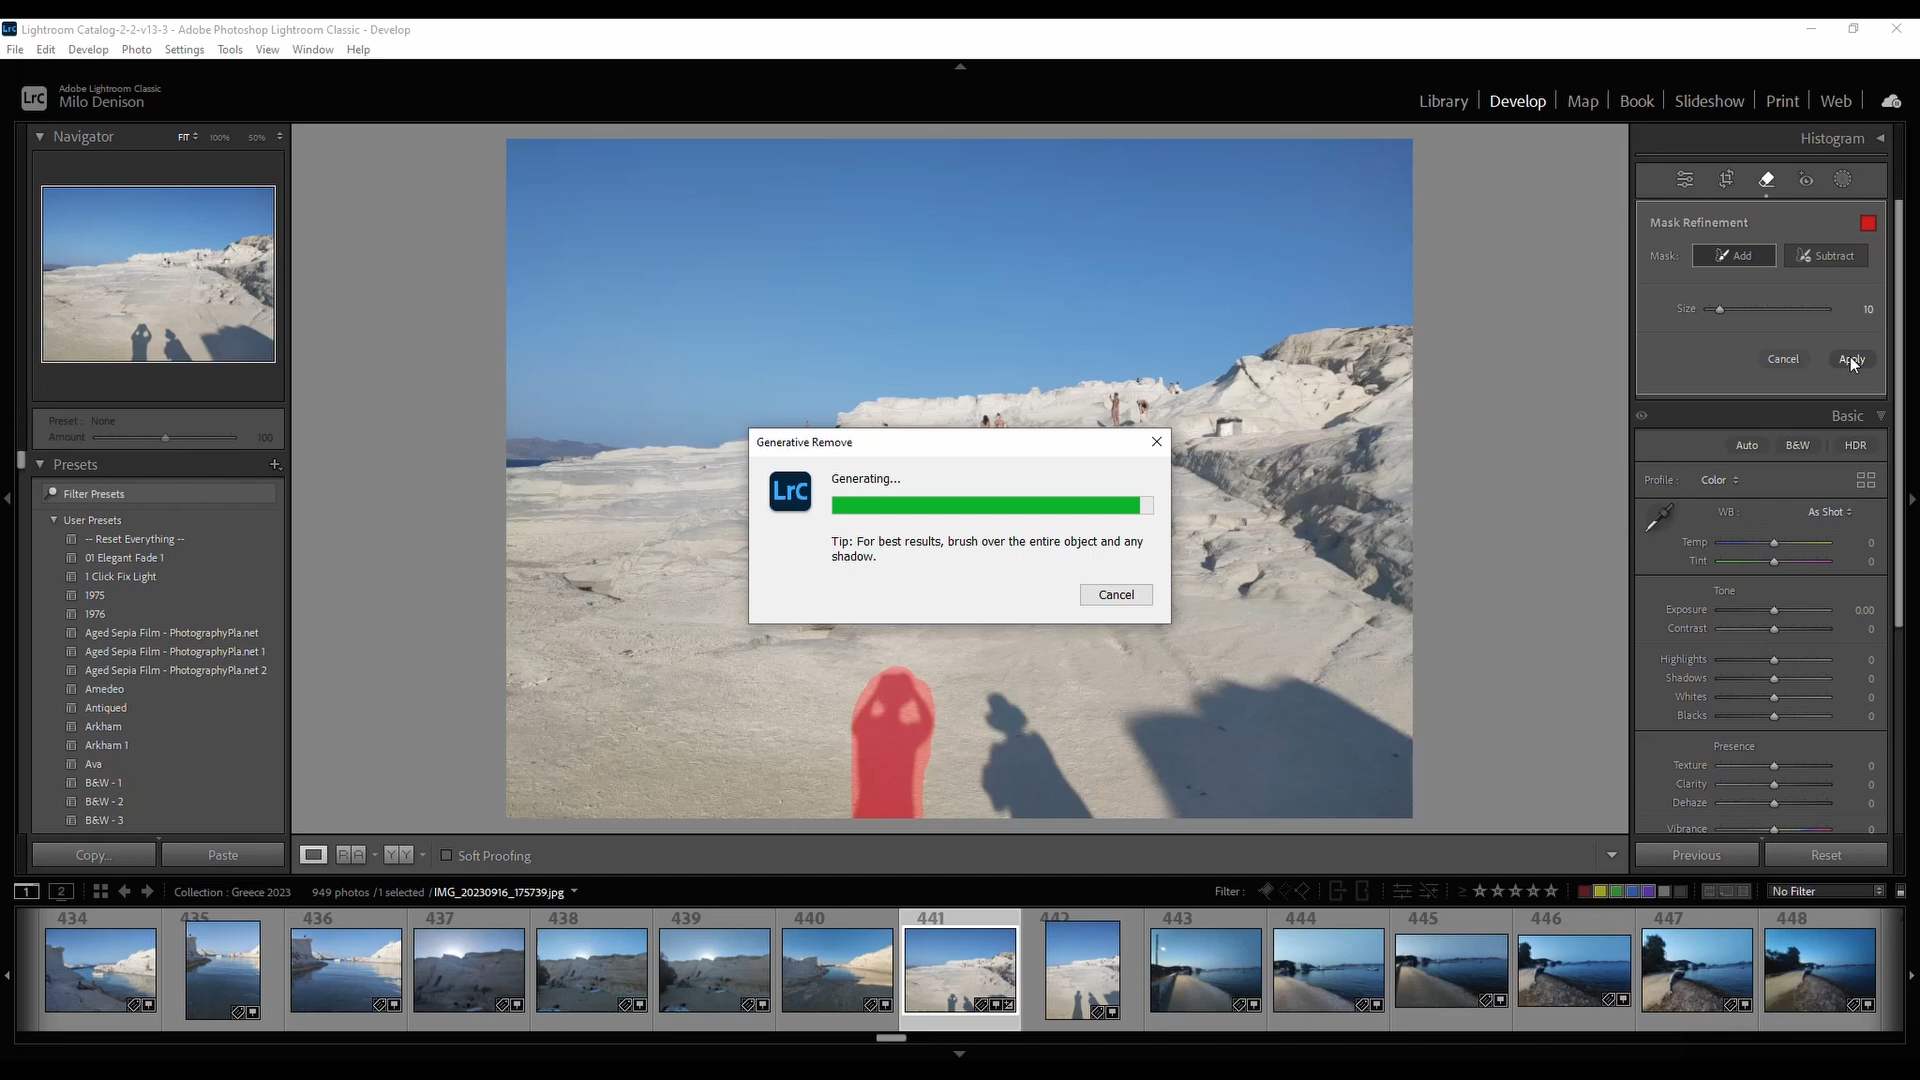 Lrc Lightroom Catalog-2-2-v13-3 - Adobe Photoshop Lightroom Classic - Develop
File Edit Develop Photo Settings Tools View Window Help
LrC
Adobe Lightroom Classic
Milo Denison
Library Develop Map Book Slideshow Print Web
Navigator FIT 100% 50%
Preset : None
Amount 100
Presets +
Filter Presets
User Presets
-- Reset Everything --
01 Elegant Fade 1
1 Click Fix Light
1975
1976
Aged Sepia Film - PhotographyPla.net
Aged Sepia Film - PhotographyPla.net 1
Aged Sepia Film - PhotographyPla.net 2
Amedeo
Antiqued
Arkham
Arkham 1
Ava
B&W - 1
B&W - 2
B&W - 3
Copy... Paste
Generative Remove
LrC
Generating...
Tip: For best results, brush over the entire object and any
shadow.
Cancel
R A Y Y Soft Proofing
Histogram
Mask Refinement
Mask: Add Subtract
Size 10
Cancel Apply
Basic
Auto B&W HDR
Profile : Color
WB : As Shot
Temp 0
Tint 0
Tone
Exposure 0.00
Contrast 0
Highlights 0
Shadows 0
Whites 0
Blacks 0
Presence
Texture 0
Clarity 0
Dehaze 0
Vibrance 0
Previous Reset
1 2 Collection : Greece 2023 949 photos / 1 selected / IMG_20230916_175739.jpg Filter : ≥ No Filter
434 435 436 437 438 439 440 441 442 443 444 445 446 447 448